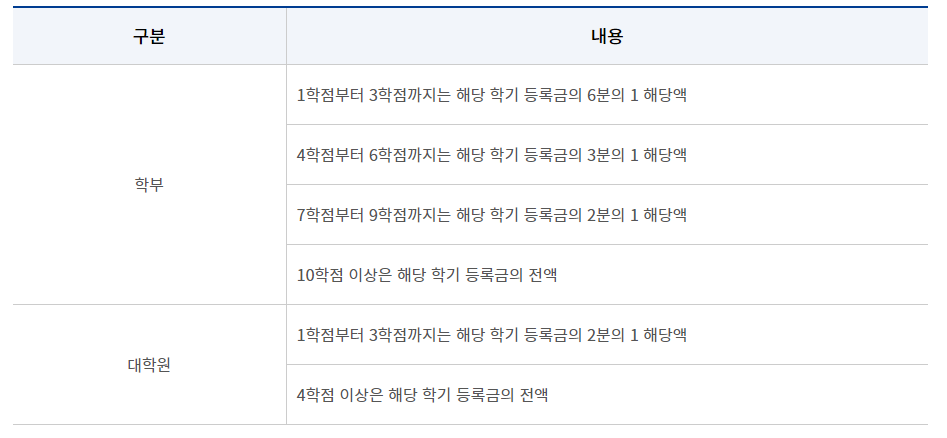 구분
내용
학부
1학점부터 3학점까지는 해당 학기 등록금의 6분의 1 해당액
4학점부터 6학점까지는 해당 학기 등록금의 3분의 1 해당액
7학점부터 9학점까지는 해당 학기 등록금의 2분의 1 해당액
10학점 이상은 해당 학기 등록금의 전액
대학원
1학점부터 3학점까지는 해당 학기 등록금의 2분의 1 해당액
4학점 이상은 해당 학기 등록금의 전액